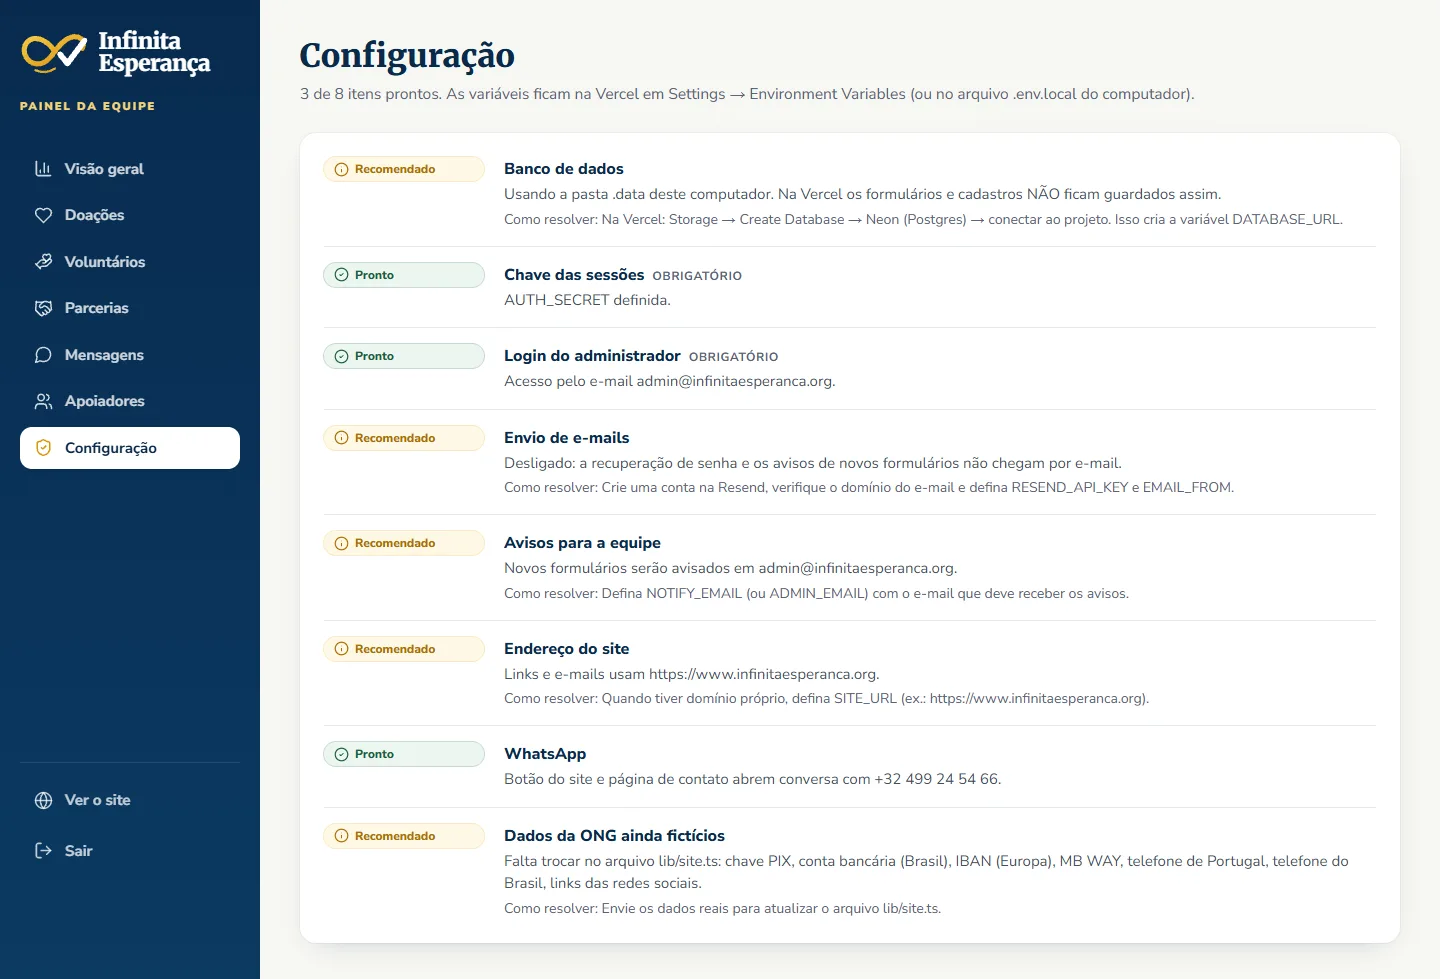 Infinita
Esperança
PAINEL DA EQUIPE
Visão geral
Doações
Voluntários
Parcerias
Mensagens
Apoiadores
Configuração
Ver o site
Sair
Configuração
3 de 8 itens prontos. As variáveis ficam na Vercel em Settings → Environment Variables (ou no arquivo .env.local do computador).
Recomendado
Banco de dados
Usando a pasta .data deste computador. Na Vercel os formulários e cadastros NÃO ficam guardados assim.
Como resolver: Na Vercel: Storage → Create Database → Neon (Postgres) → conectar ao projeto. Isso cria a variável DATABASE_URL.
Pronto
Chave das sessões OBRIGATÓRIO
AUTH_SECRET definida.
Pronto
Login do administrador OBRIGATÓRIO
Acesso pelo e-mail admin@infinitaesperanca.org.
Recomendado
Envio de e-mails
Desligado: a recuperação de senha e os avisos de novos formulários não chegam por e-mail.
Como resolver: Crie uma conta na Resend, verifique o domínio do e-mail e defina RESEND_API_KEY e EMAIL_FROM.
Recomendado
Avisos para a equipe
Novos formulários serão avisados em admin@infinitaesperanca.org.
Como resolver: Defina NOTIFY_EMAIL (ou ADMIN_EMAIL) com o e-mail que deve receber os avisos.
Recomendado
Endereço do site
Links e e-mails usam https://www.infinitaesperanca.org.
Como resolver: Quando tiver domínio próprio, defina SITE_URL (ex.: https://www.infinitaesperanca.org).
Pronto
WhatsApp
Botão do site e página de contato abrem conversa com +32 499 24 54 66.
Recomendado
Dados da ONG ainda fictícios
Falta trocar no arquivo lib/site.ts: chave PIX, conta bancária (Brasil), IBAN (Europa), MB WAY, telefone de Portugal, telefone do
Brasil, links das redes sociais.
Como resolver: Envie os dados reais para atualizar o arquivo lib/site.ts.